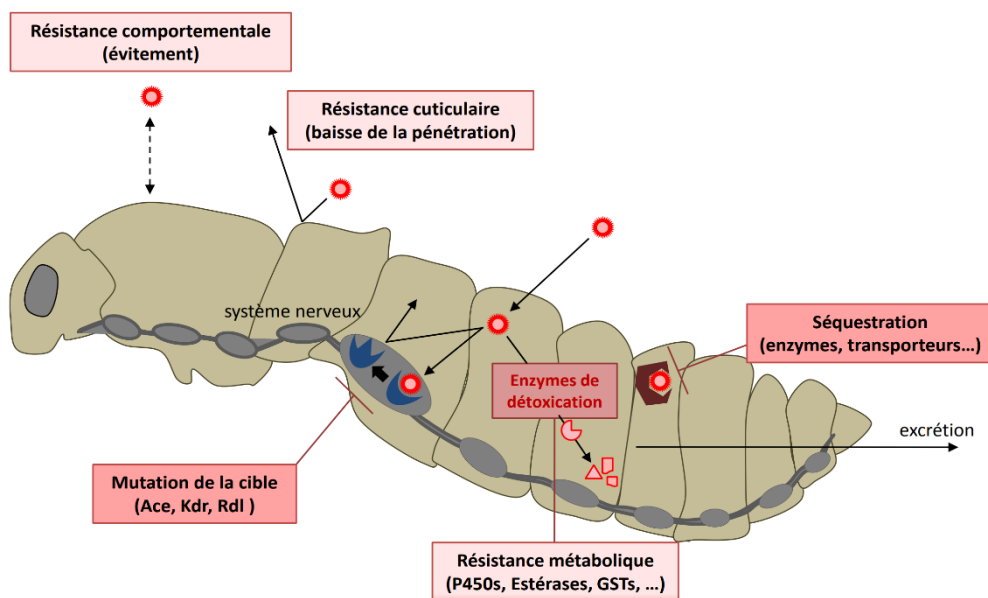 Résistance comportementale
(évitement)
Résistance cuticulaire
(baisse de la pénétration)
système nerveux
Séquestration
(enzymes, transporteurs...)
Enzymes de
détoxication
excrétion
Mutation de la cible
(Ace, Kdr, Rdl )
Résistance métabolique
(P450s, Estérases, GSTs, ...)